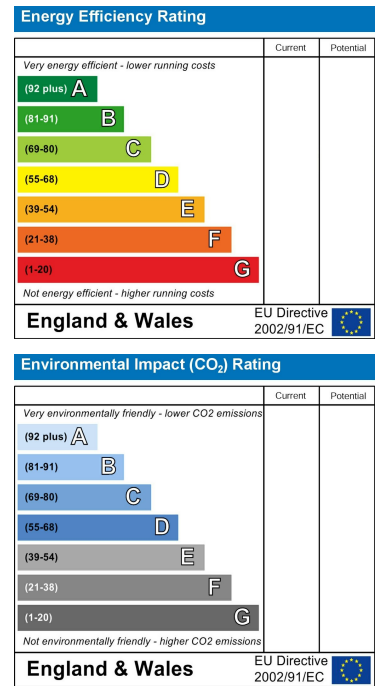 Energy Efficiency Rating
Current Potential
Very energy efficient - lower running costs
(92 plus) A
(81-91) B
(69-80) C
(55-68) D
(39-54) E
(21-38) F
(1-20) G
Not energy efficient - higher running costs
England & Wales EU Directive
2002/91/EC
Environmental Impact (CO₂) Rating
Current Potential
Very environmentally friendly - lower CO2 emissions
(92 plus) A
(81-91) B
(69-80) C
(55-68) D
(39-54) E
(21-38) F
(1-20) G
Not environmentally friendly - higher CO2 emissions
England & Wales EU Directive
2002/91/EC